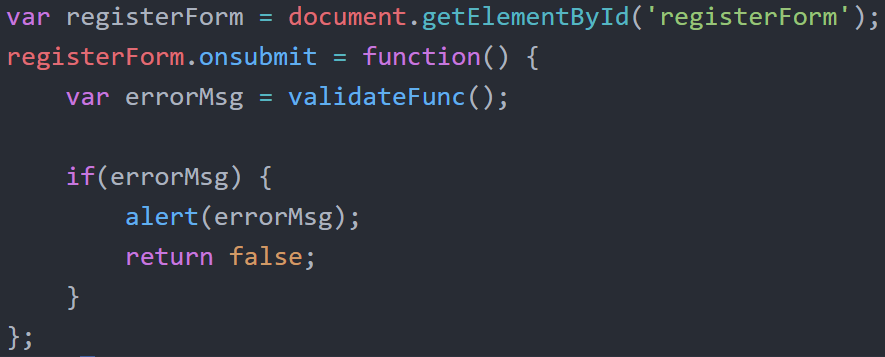 var registerForm = document.getElementById('registerForm');
registerForm.onsubmit = function() {
    var errorMsg = validateFunc();

    if(errorMsg) {
        alert(errorMsg);
        return false;
    }
};